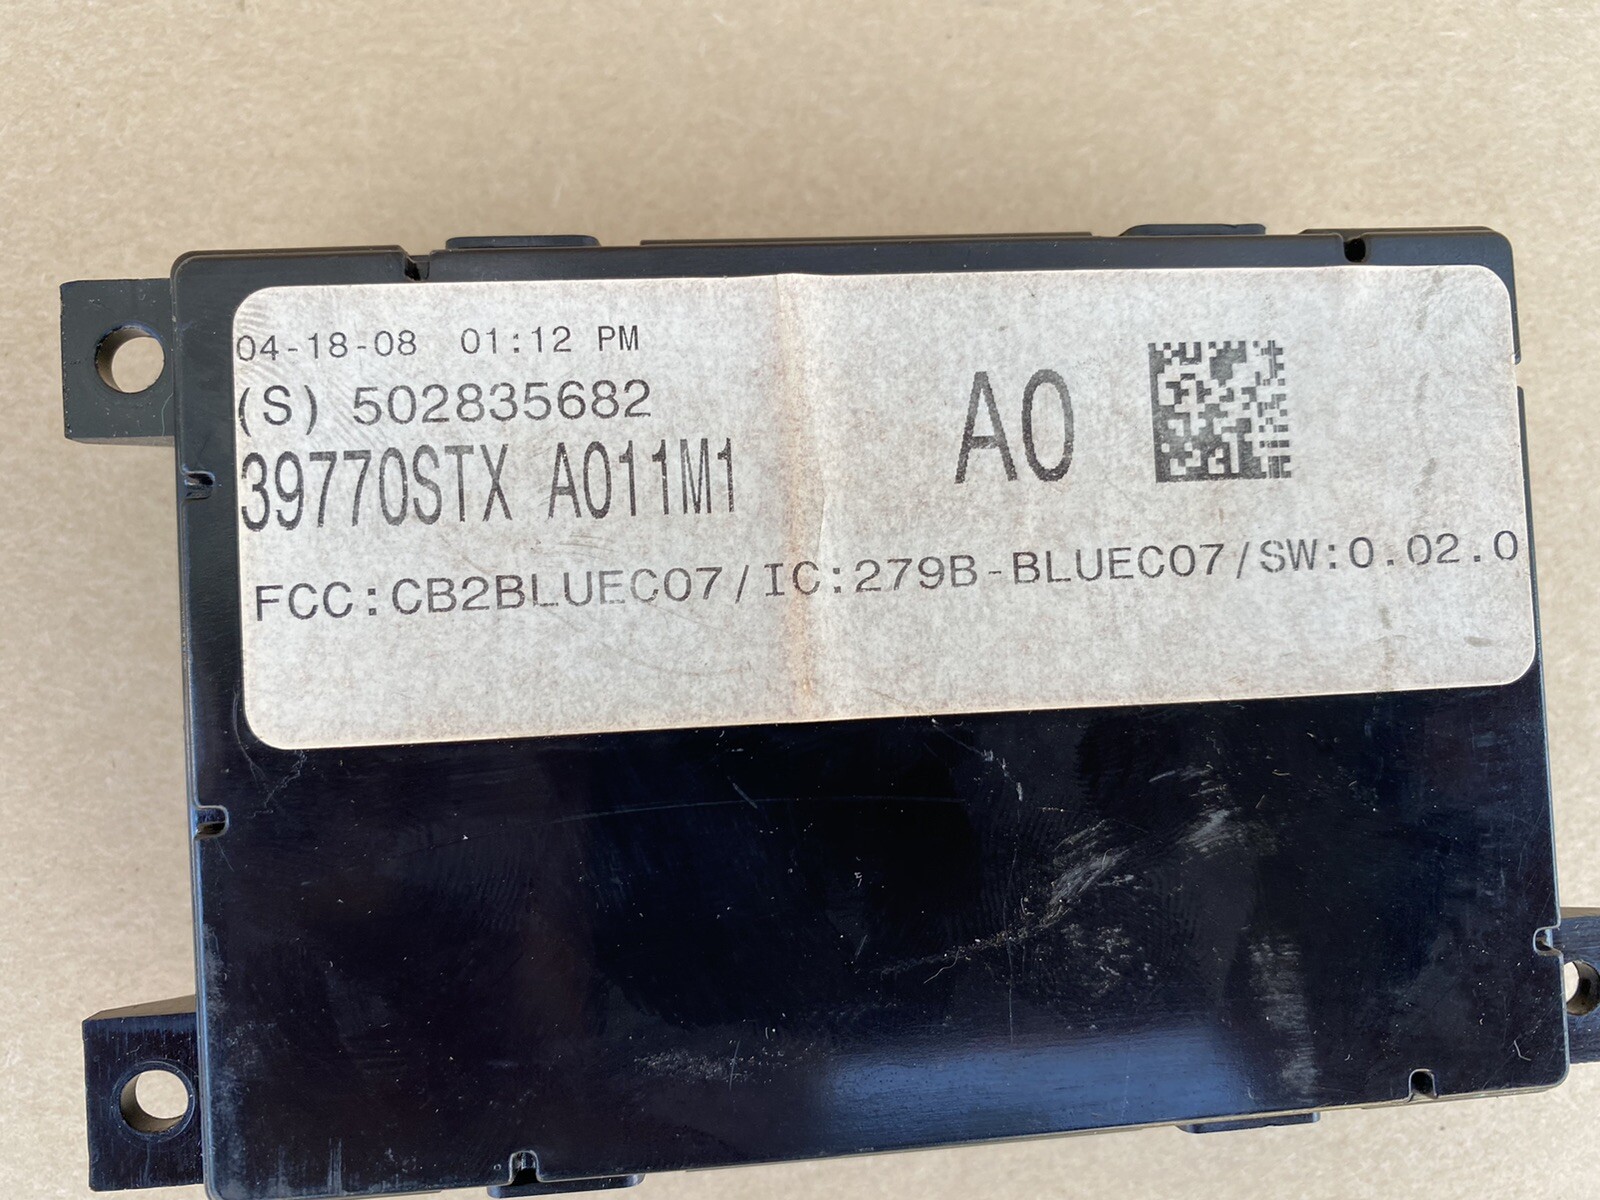 04-18-08 01:12 PM
(S) 502835682
39770STX A011M1
A0
FCC:CB2BLUEC07/IC:279B-BLUEC07/SW:0.02.0